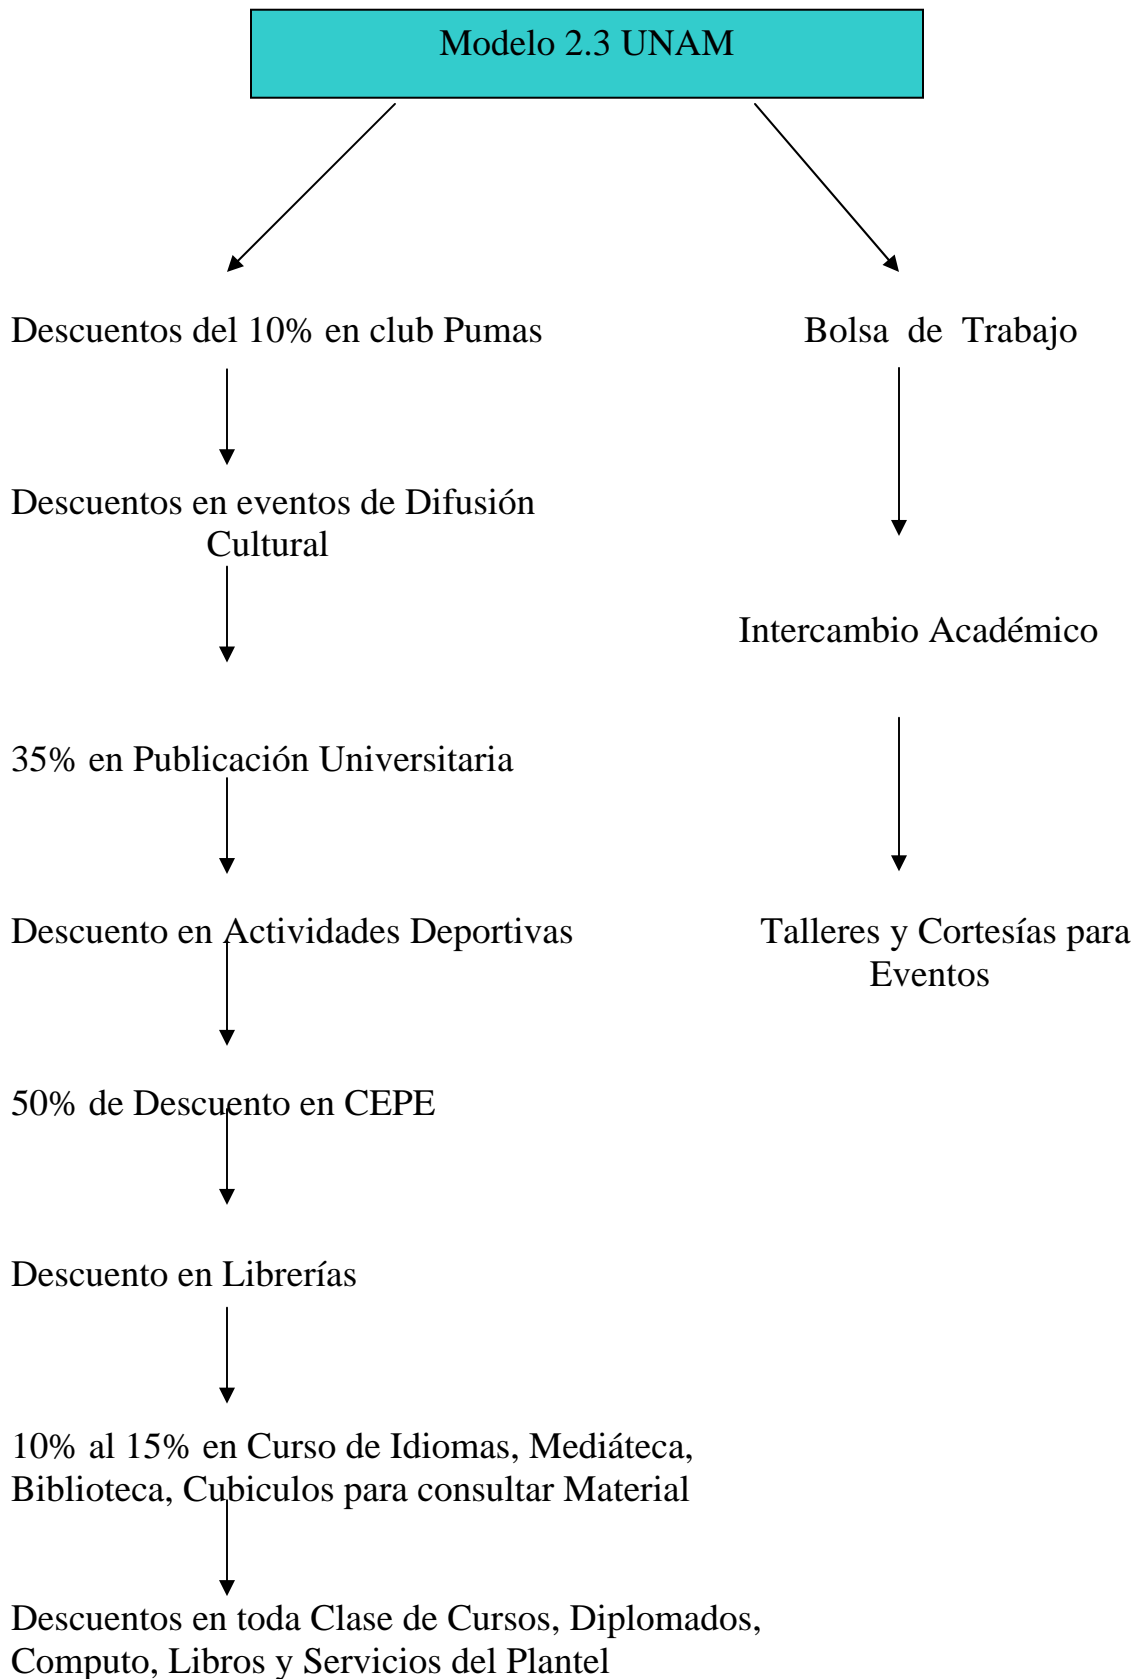 Modelo 2.3 UNAM
Descuentos del 10% en club Pumas
Bolsa de Trabajo
Descuentos en eventos de Difusión
Cultural
Intercambio Académico
35% en Publicación Universitaria
Descuento en Actividades Deportivas
Talleres y Cortesías para
Eventos
50% de Descuento en CEPE
Descuento en Librerías
10% al 15% en Curso de Idiomas, Mediáteca,
Biblioteca, Cubiculos para consultar Material
Descuentos en toda Clase de Cursos, Diplomados,
Computo, Libros y Servicios del Plantel